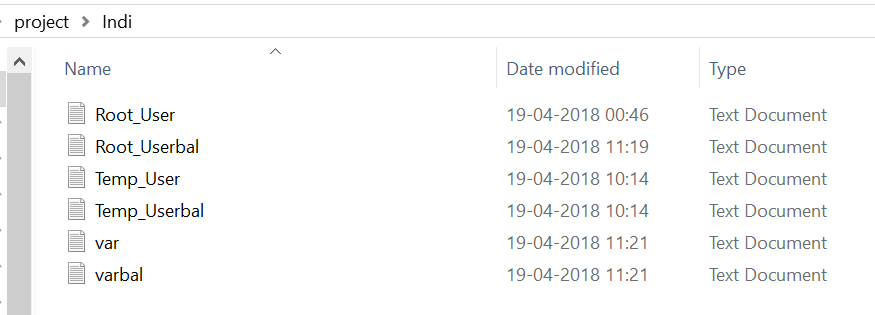 project > Indi
Name Date modified Type
Root_User 19-04-2018 00:46 Text Document
Root_Userbal 19-04-2018 11:19 Text Document
Temp_User 19-04-2018 10:14 Text Document
Temp_Userbal 19-04-2018 10:14 Text Document
var 19-04-2018 11:21 Text Document
varbal 19-04-2018 11:21 Text Document